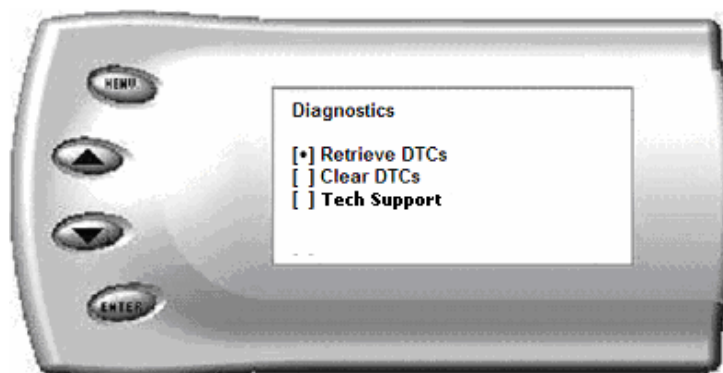 MENU
Diagnostics
[•] Retrieve DTCs
[ ] Clear DTCs
[ ] Tech Support
- -
ENTER